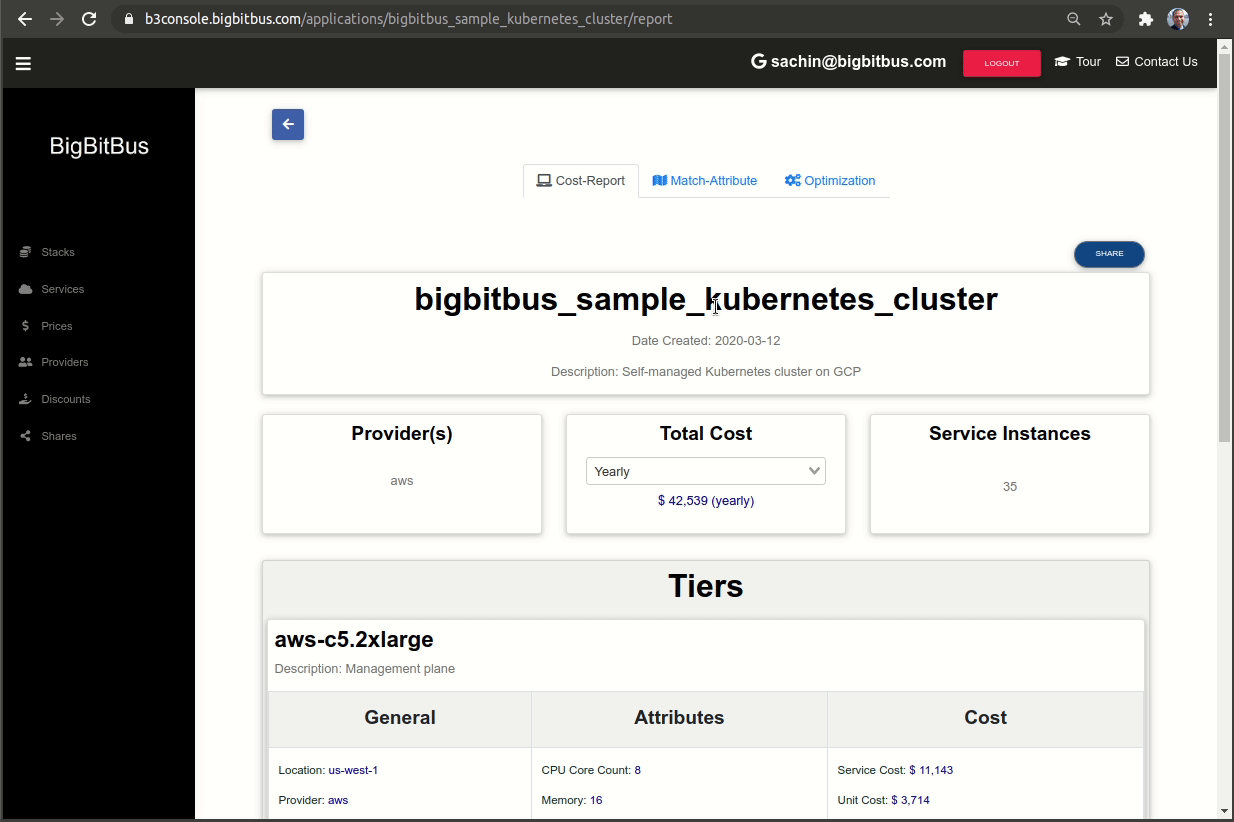 b3console.bigbitbus.com/applications/bigbitbus_sample_kubernetes_cluster/report
sachin@bigbitbus.com
LOGOUT
Tour
Contact Us
BigBitBus
Stacks
Services
Prices
Providers
Discounts
Shares
Cost-Report
Match-Attribute
Optimization
SHARE
bigbitbus_sample_kubernetes_cluster
Date Created: 2020-03-12
Description: Self-managed Kubernetes cluster on GCP
Provider(s)
aws
Total Cost
Yearly
$ 42,539 (yearly)
Service Instances
35
Tiers
aws-c5.2xlarge
Description: Management plane
General
Attributes
Cost
Location: us-west-1
CPU Core Count: 8
Service Cost: $ 11,143
Provider: aws
Memory: 16
Unit Cost: $ 3,714